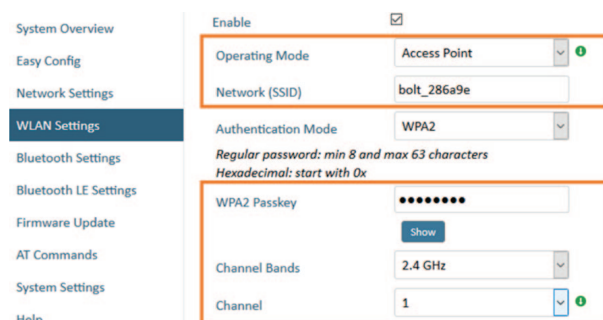 System Overview
Easy Config
Network Settings
WLAN Settings
Bluetooth Settings
Bluetooth LE Settings
Firmware Update
AT Commands
System Settings
Help
Enable
Operating Mode Access Point
Network (SSID) bolt_286a9e
Authentication Mode WPA2
Regular password: min 8 and max 63 characters
Hexadecimal: start with 0x
WPA2 Passkey ••••••••
Show
Channel Bands 2.4 GHz
Channel 1